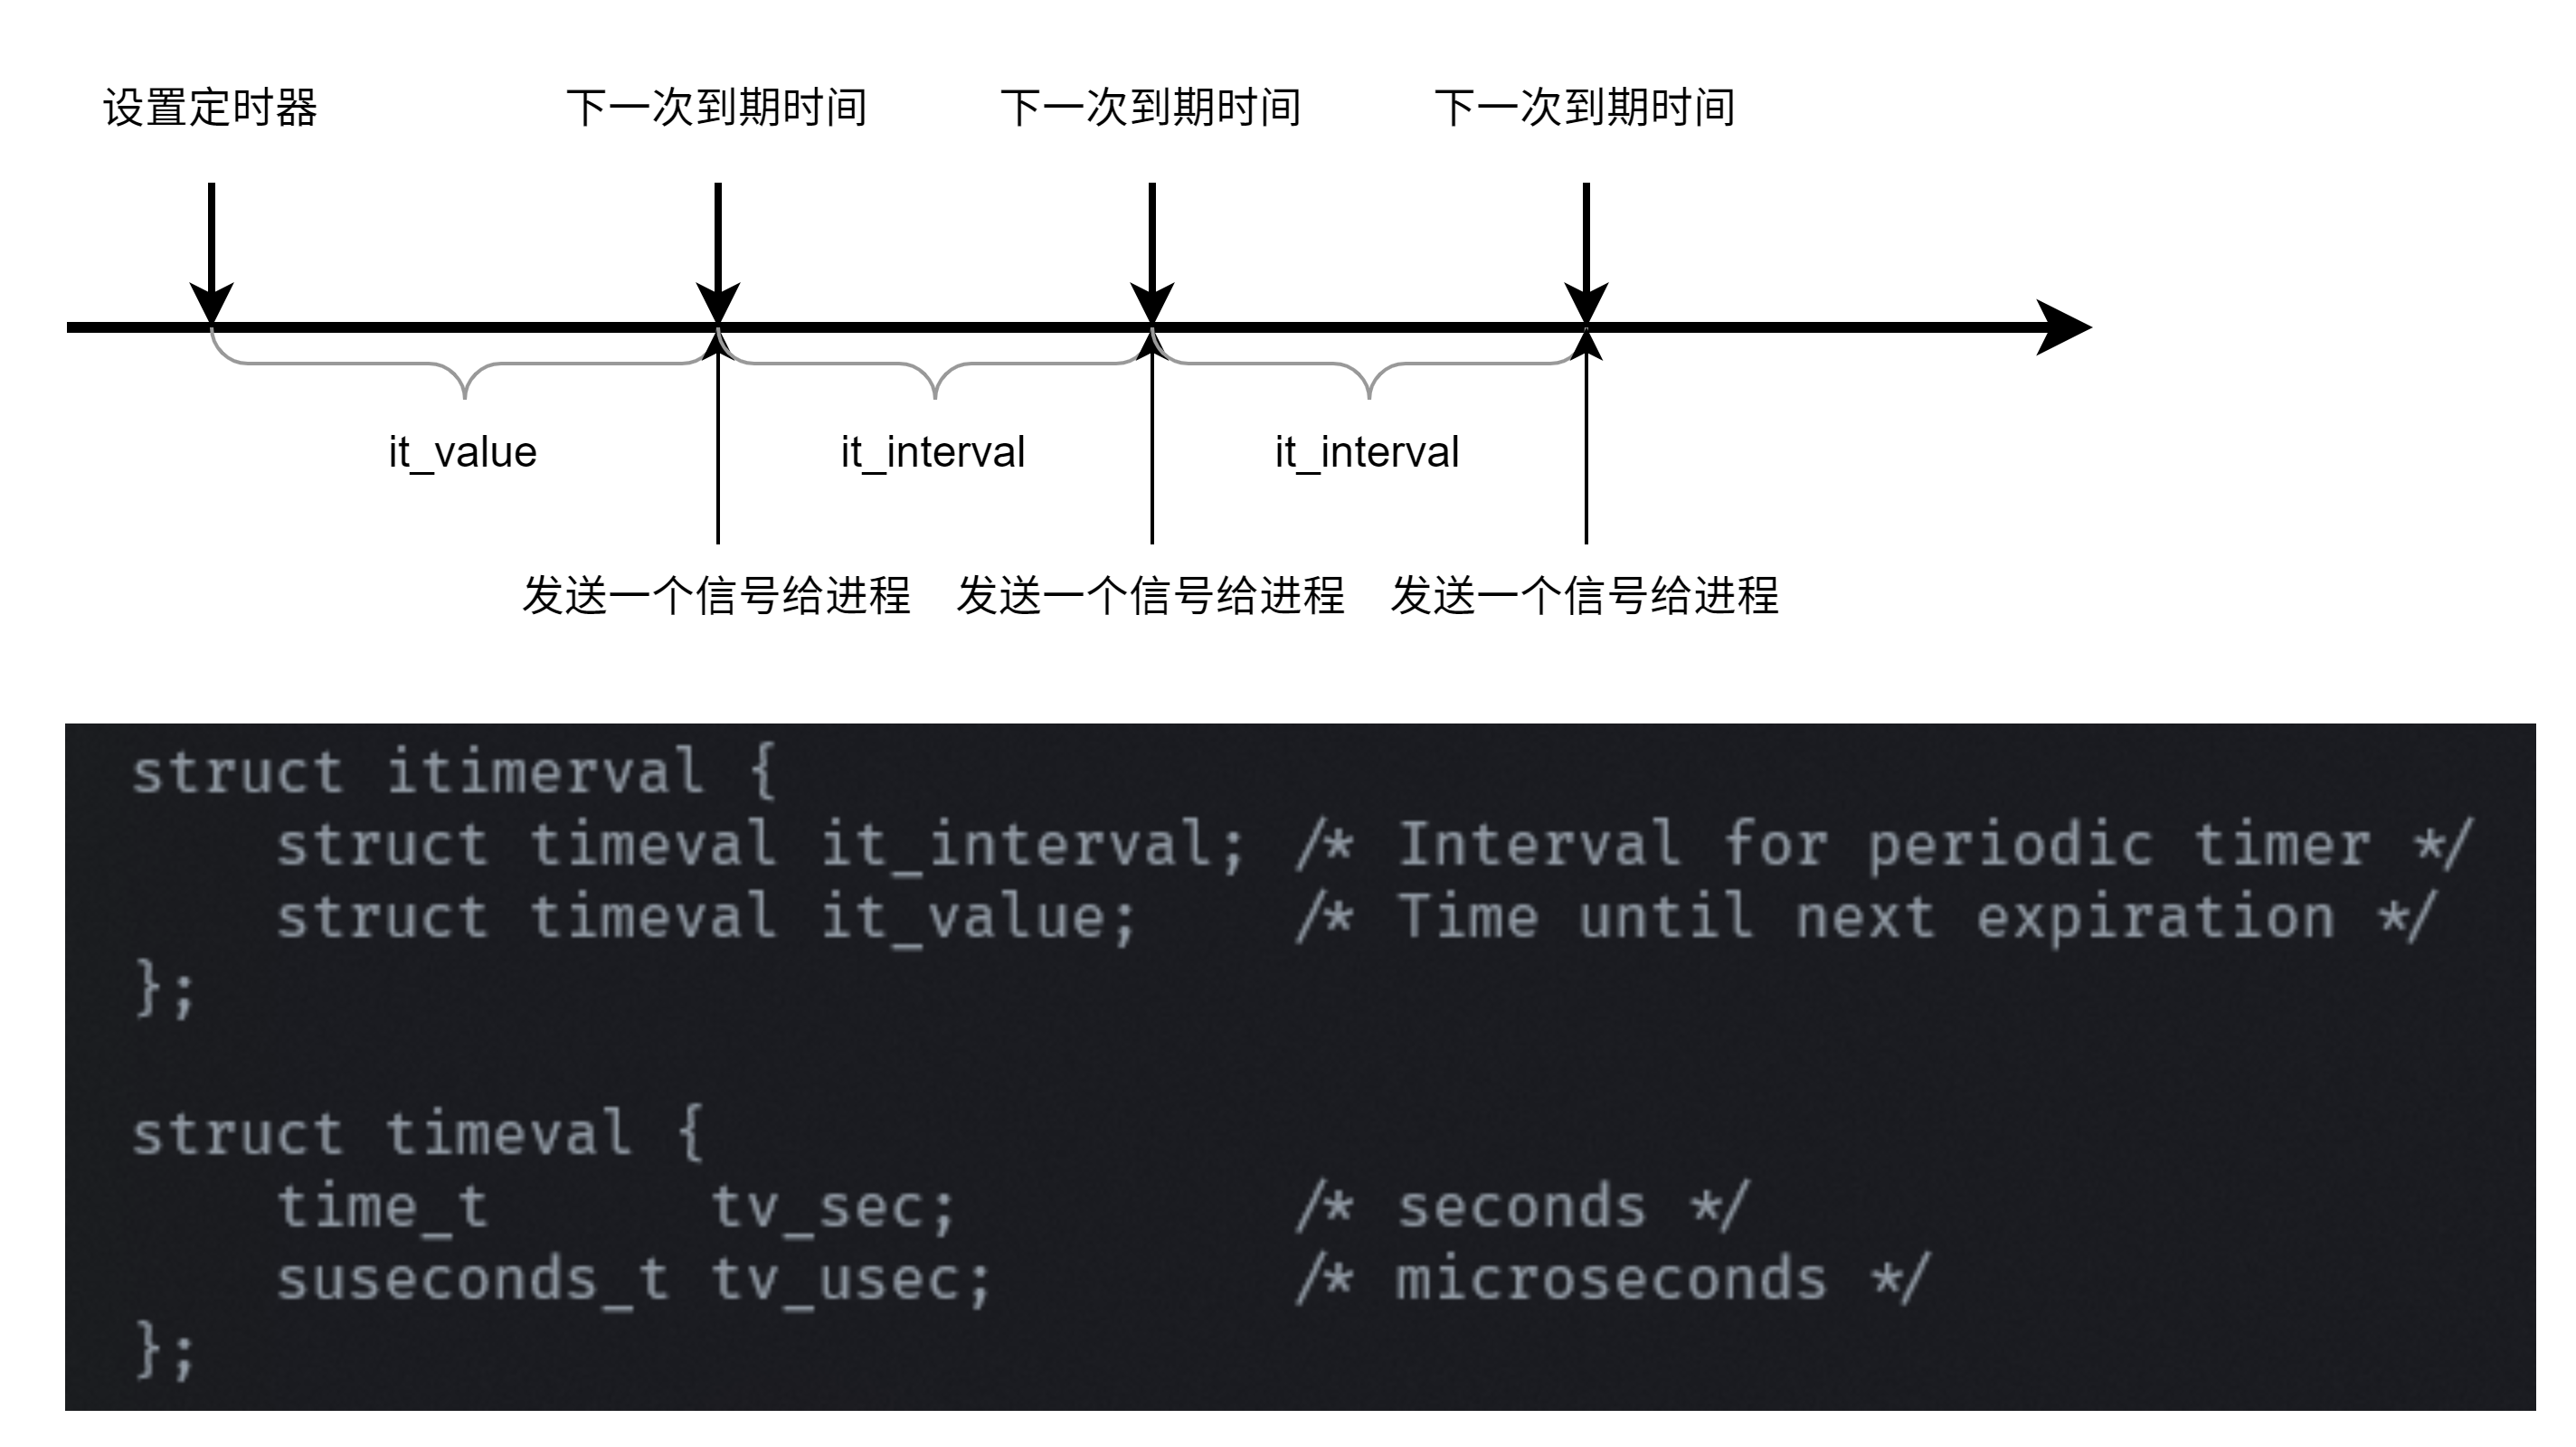 设置定时器 下一次到期时间 下一次到期时间 下一次到期时间
it_value it_interval it_interval
发送一个信号给进程 发送一个信号给进程 发送一个信号给进程
struct itimerval {
    struct timeval it_interval; /* Interval for periodic timer */
    struct timeval it_value;    /* Time until next expiration */
};
struct timeval {
    time_t      tv_sec;         /* seconds */
    suseconds_t tv_usec;        /* microseconds */
};